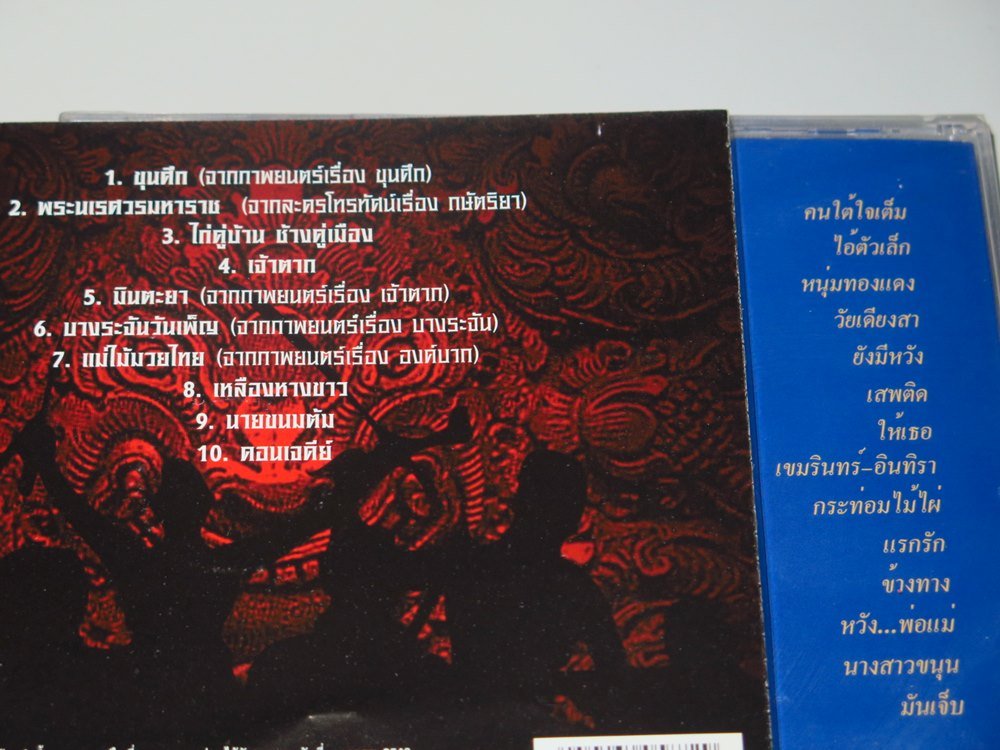 1. ขุนศึก (จากภาพยนตร์เรื่อง ขุนศึก)
2. พระนเรศวรมหาราช (จากละครโทรทัศน์เรื่อง กษัตริยา)
3. ไก่คู่บ้าน ช้างคู่เมือง
4. เจ้าตาก
5. มินตะยา (จากภาพยนตร์เรื่อง เจ้าตาก)
6. บางระจันวันเพ็ญ (จากภาพยนตร์เรื่อง บางระจัน)
7. แม่ไม้มวยไทย (จากภาพยนตร์เรื่อง องค์บาก)
8. เหลืองหางขาว
9. นายขนมต้ม
10. ดอนเจดีย์
คนใต้ใจเต็ม
ไอ้ตัวเล็ก
หนุ่มทองแดง
วัยเดียงสา
ยังมีหวัง
เสพติด
ให้เธอ
เขมรินทร์-อินทิรา
กระท่อมไม้ไผ่
แรกรัก
ข้างทาง
หวัง...พ่อแม่
นางสาวขนุน
มันเจ็บ